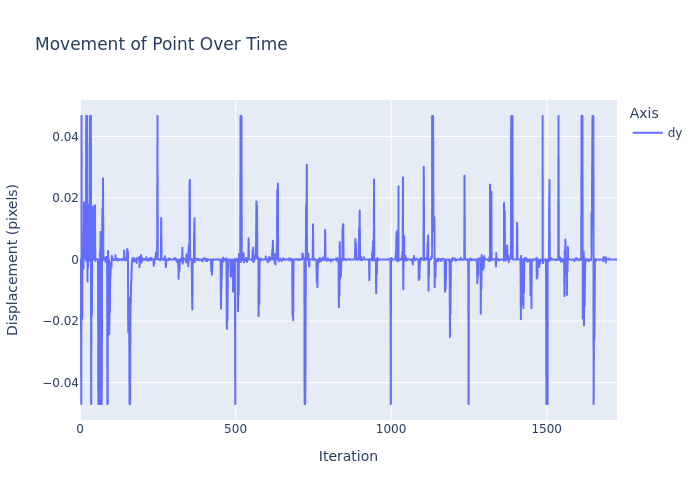 Movement of Point Over Time
Axis
dy
Displacement (pixels)
0.04
0.02
0
−0.02
−0.04
0
500
1000
1500
Iteration